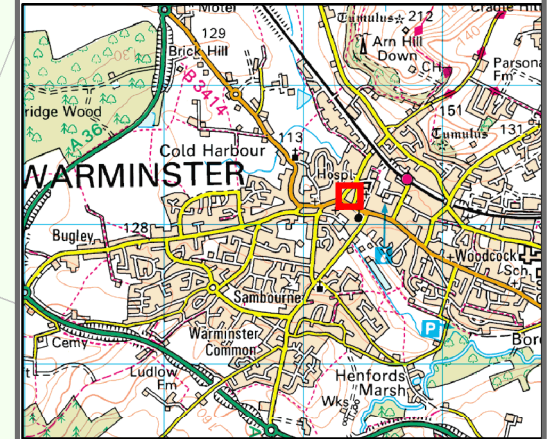 Motel
Cradle Hill
Tumulus 212
129
Arn Hill
Down
Brick Hill
CH
Parsona
Fm
B 3414
ridge Wood
151
A 36
113
Tumulus
131
Cold Harbour
Hospl
WARMINSTER
128
Bugley
Woodcock
Sch
Sambourne
P
Warminster
Common
Cemy
Bor
Ludlow
Fm
Henfords
Marsh
Wks
A